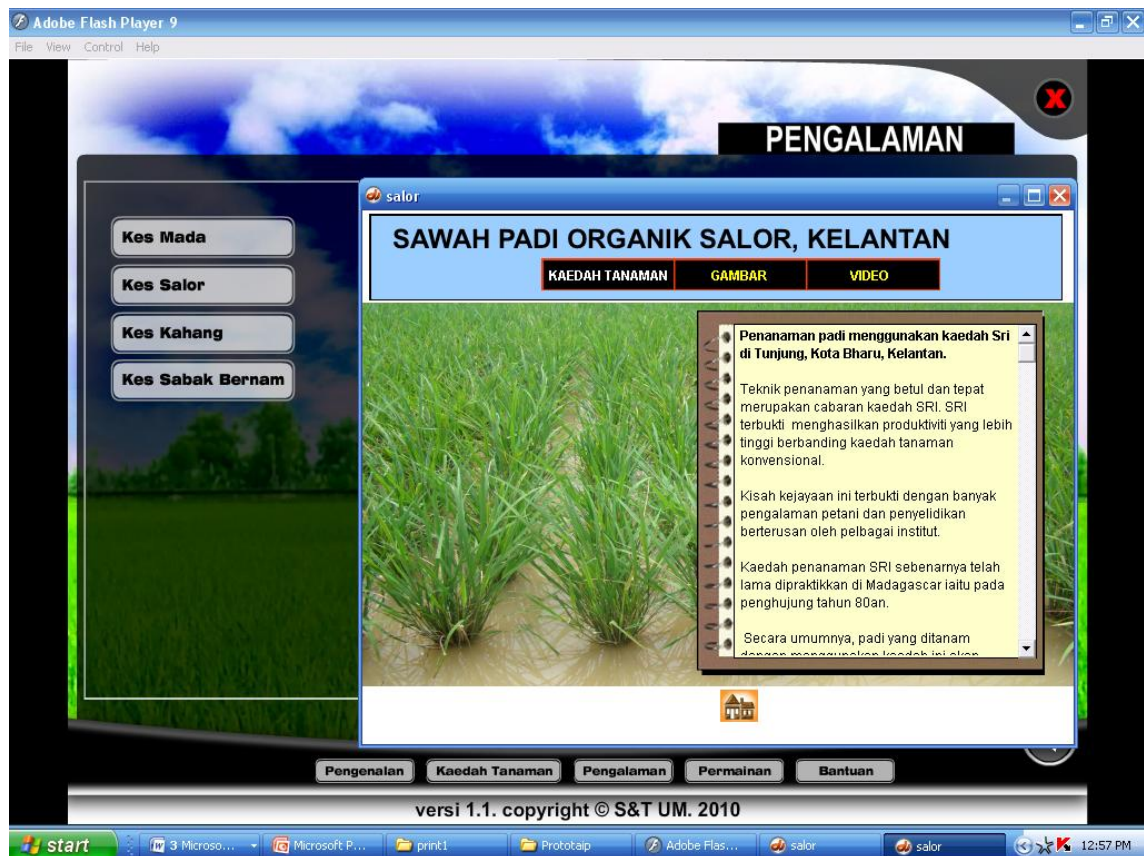 Adobe Flash Player 9
File View Control Help
X
PENGALAMAN
Kes Mada
Kes Salor
Kes Kahang
Kes Sabak Bernam
salor
SAWAH PADI ORGANIK SALOR, KELANTAN
KAEDAH TANAMAN GAMBAR VIDEO
Penanaman padi menggunakan kaedah Sri
di Tunjung, Kota Bharu, Kelantan.
Teknik penanaman yang betul dan tepat
merupakan cabaran kaedah SRI. SRI
terbukti menghasilkan produktiviti yang lebih
tinggi berbanding kaedah tanaman
konvensional.
Kisah kejayaan ini terbukti dengan banyak
pengalaman petani dan penyelidikan
berterusan oleh pelbagai institut.
Kaedah penanaman SRI sebenarnya telah
lama dipraktikkan di Madagascar iaitu pada
penghujung tahun 80an.
Secara umumnya, padi yang ditanam
dengan menggunakan kaedah ini akan
Pengenalan Kaedah Tanaman Pengalaman Permainan Bantuan
versi 1.1. copyright © S&T UM. 2010
start 3 Microso... Microsoft P... print1 Prototaip Adobe Flas... salor salor 12:57 PM